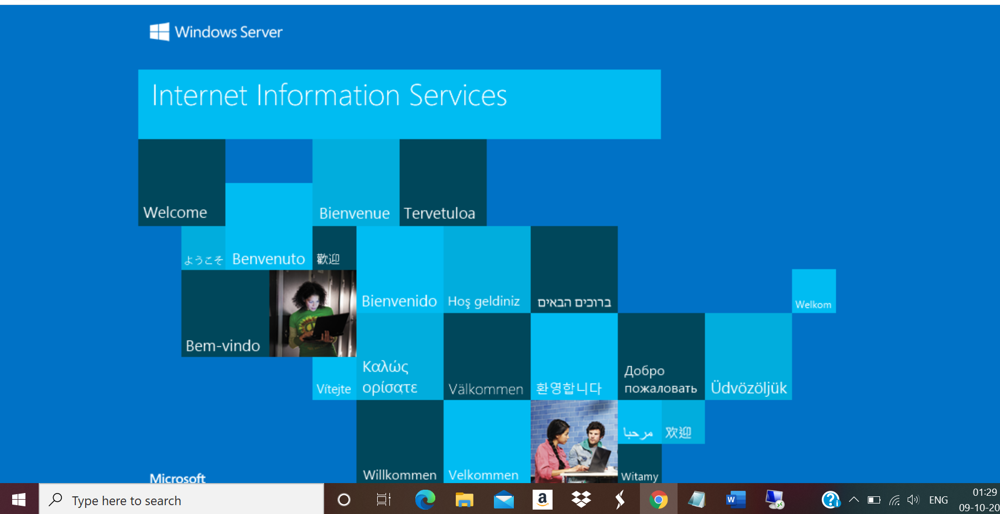 Windows Server
Internet Information Services
Welcome
Bienvenue
Tervetuloa
ようこそ
Benvenuto
歡迎
Bienvenido
Hoş geldiniz
ברוכים הבאים
Welkom
Bem-vindo
Vítejte
Καλώς
ορίσατε
Välkommen
환영합니다
Добро
пожаловать
Üdvözöljük
مرحبا
欢迎
Microsoft
Willkommen
Velkommen
Witamy
Type here to search
a
W
ENG
01:29
09-10-20